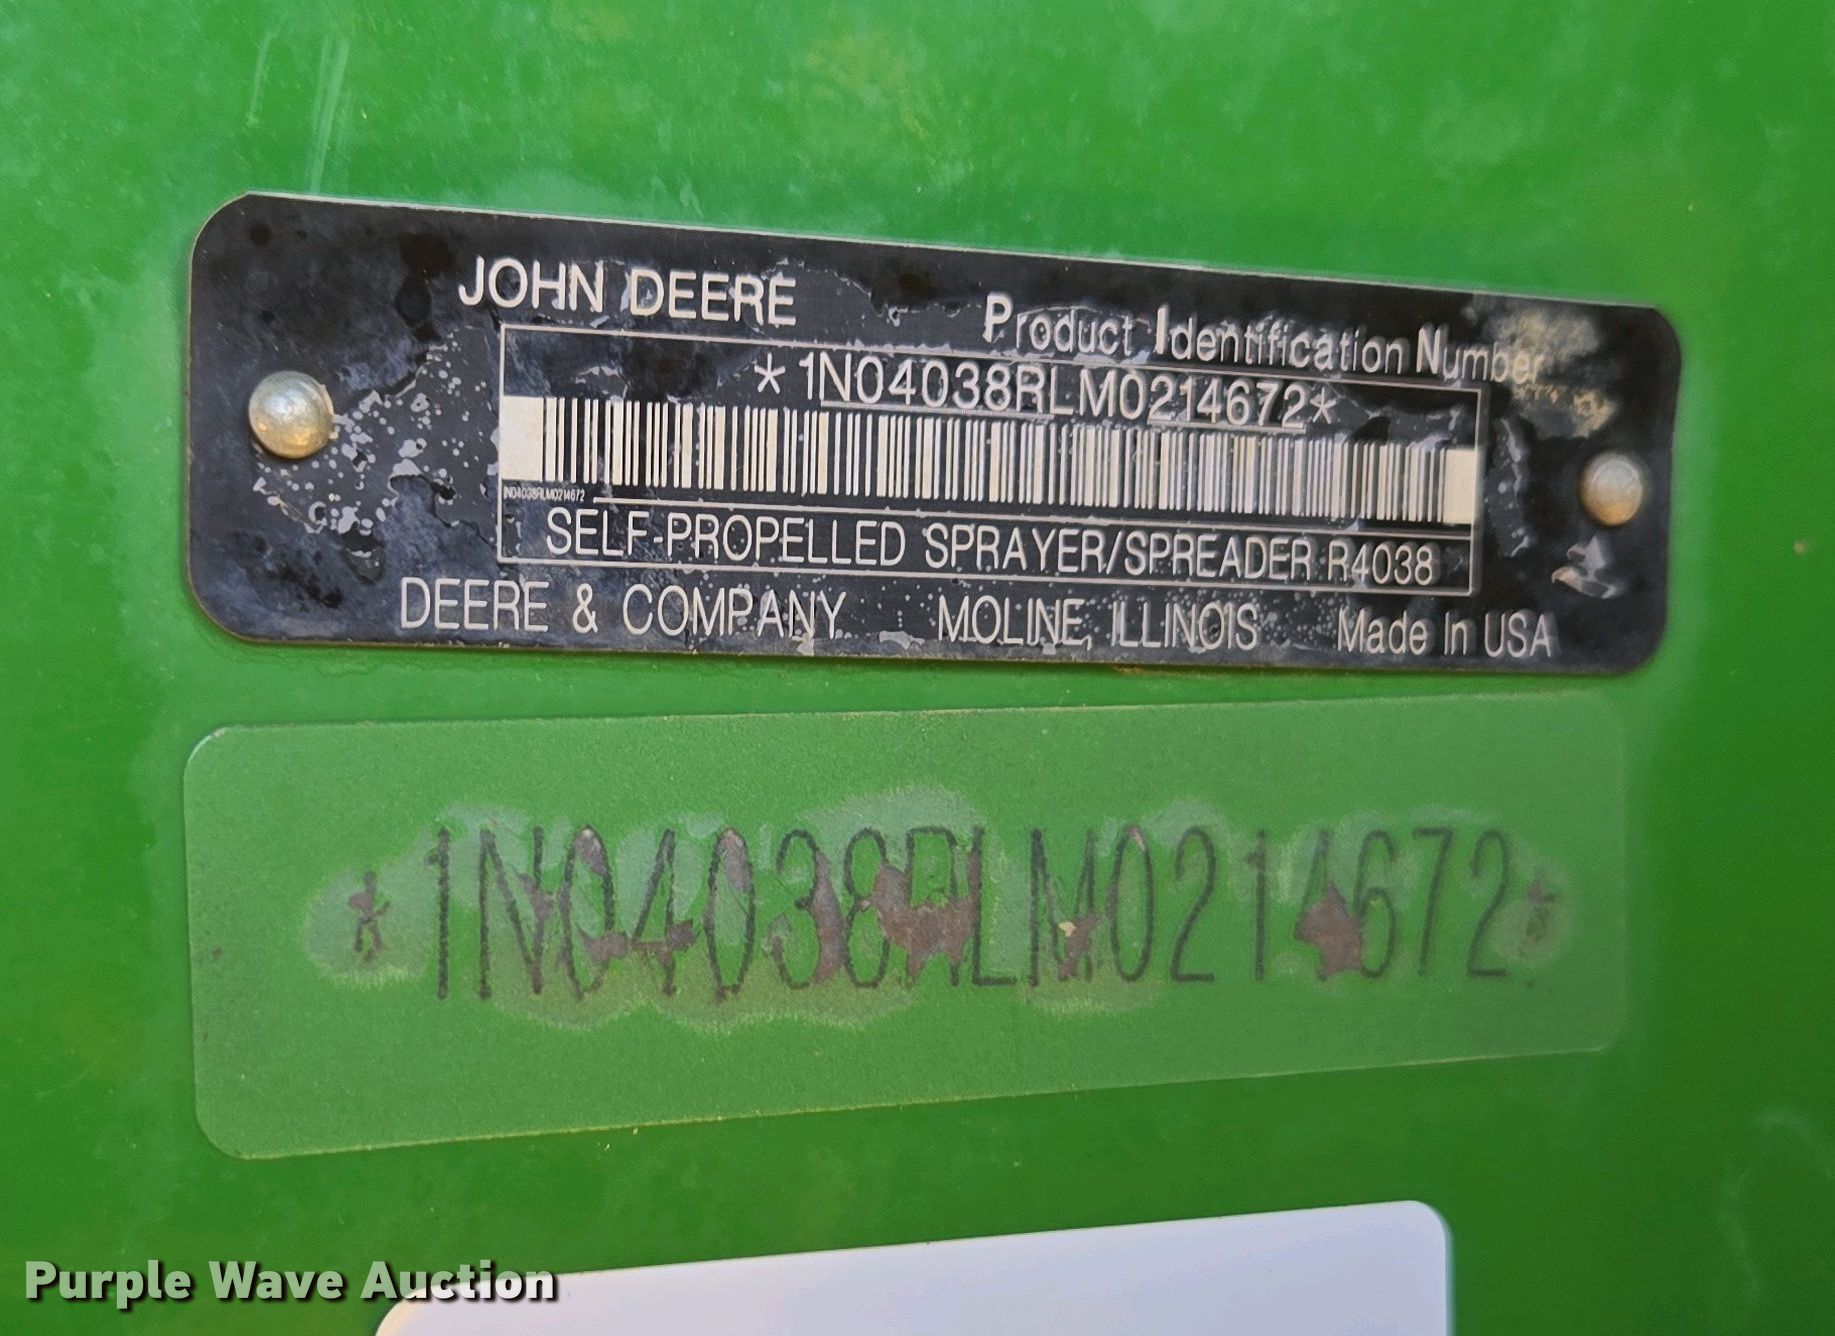 JOHN DEERE
Product Identification Number
*1N04038RLM0214672*
1N04038RLM0214672
SELF-PROPELLED SPRAYER/SPREADER R4038
DEERE & COMPANY MOLINE, ILLINOIS Made In USA
*1N04038RLM0214672*
Purple Wave Auction